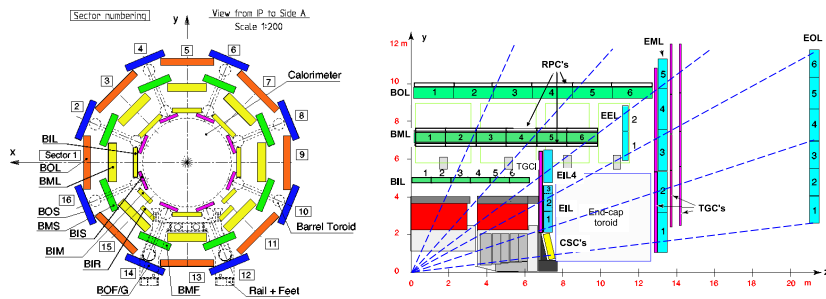 Sector numbering
y
View from IP to Side A
Scale 1:200
4
5
6
3
7
Calorimeter
2
8
BIL
x
Sector 1
9
BOL
BML
16
10
BOS
Barrel Toroid
BMS
BIS
15
11
BIM
BIR
14
13
12
BOF/G
BMF
Rail + Feet
y
12 m
EML
EOL
RPC's
10
BOL
1 2 3 4 5 6
EEL
2
1
8
BML
1 2 3 4 5 6
6
TGCI
EIL4
BIL
1 2 3 4 5 6
4
EIL
3
2
1
End-cap
toroid
TGC's
2
CSC's
5
4
3
2
1
6
5
4
3
2
1
0
0 2 4 6 8 10 12 14 16 18 20
m